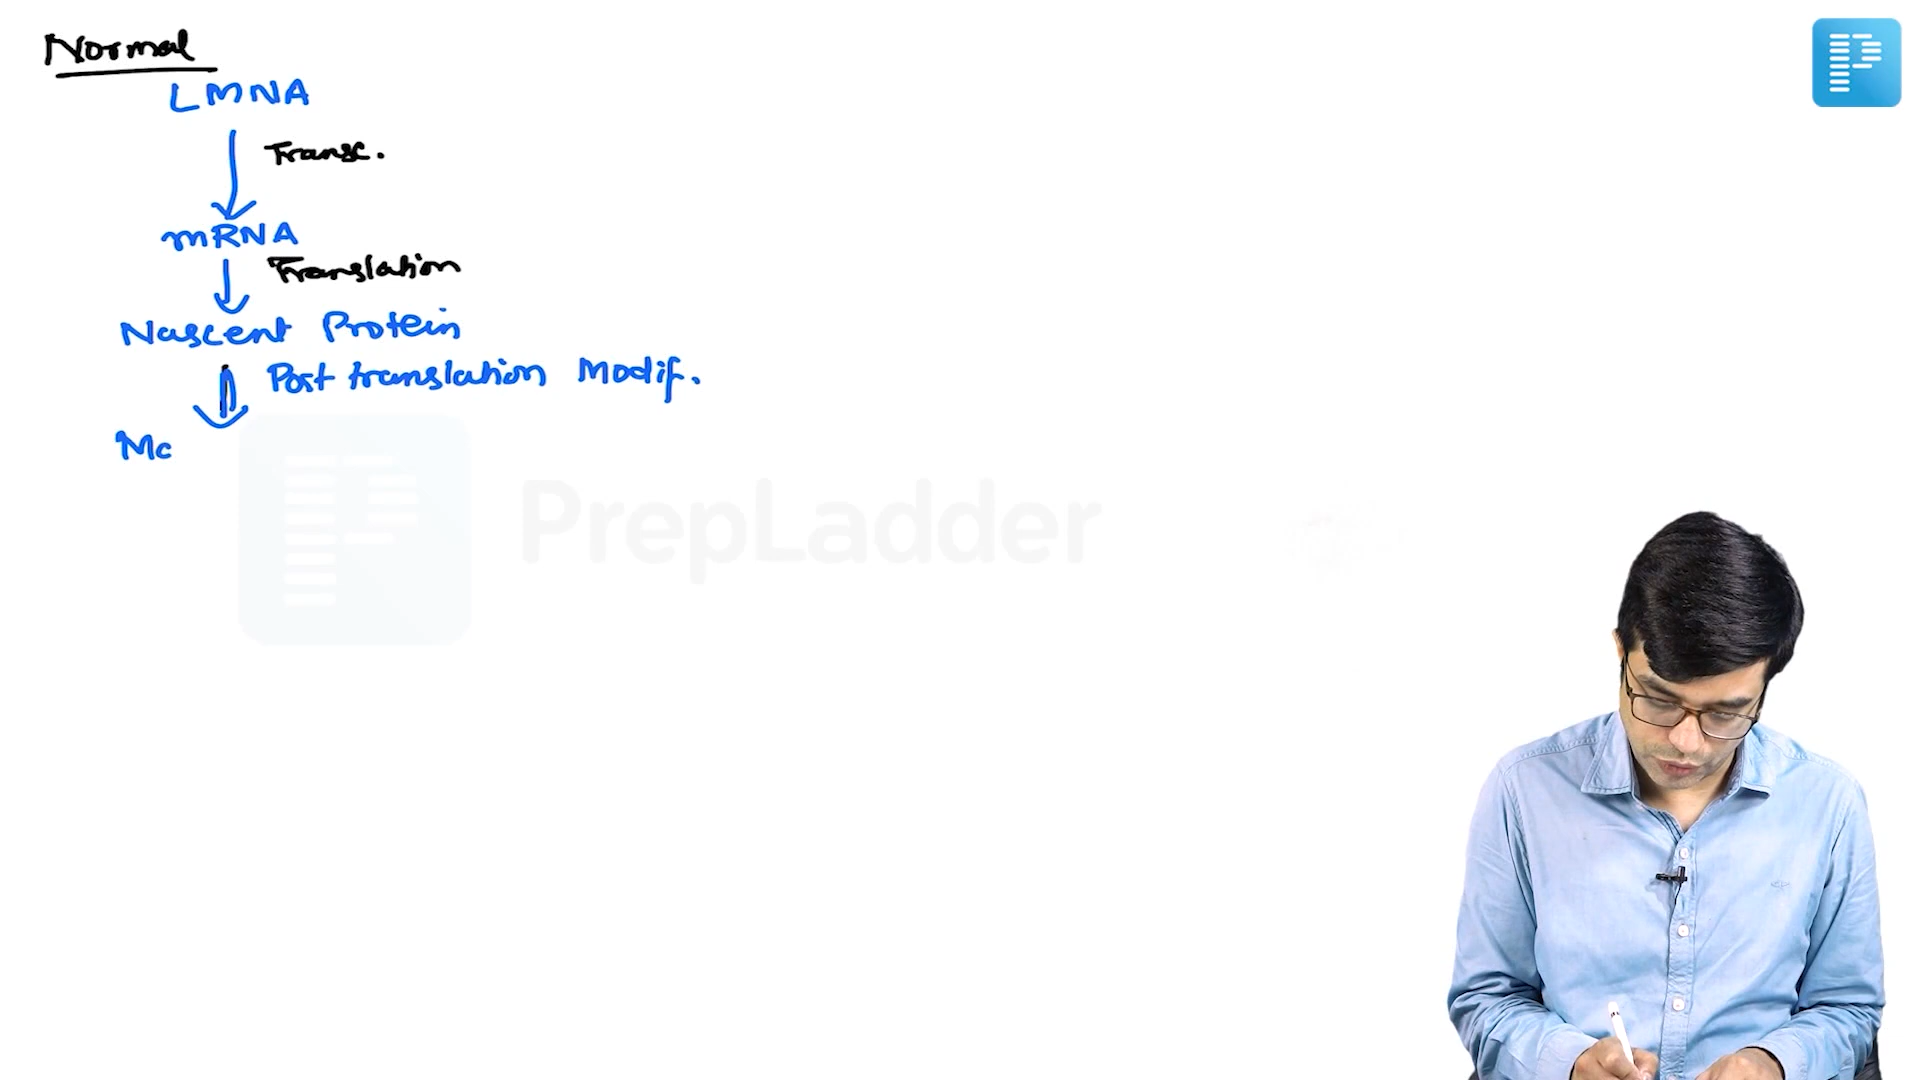 Normal
LMNA
Transc.
mRNA
Translation
Nascent Protein
Post translation Modif.
Mc
PrepLadder